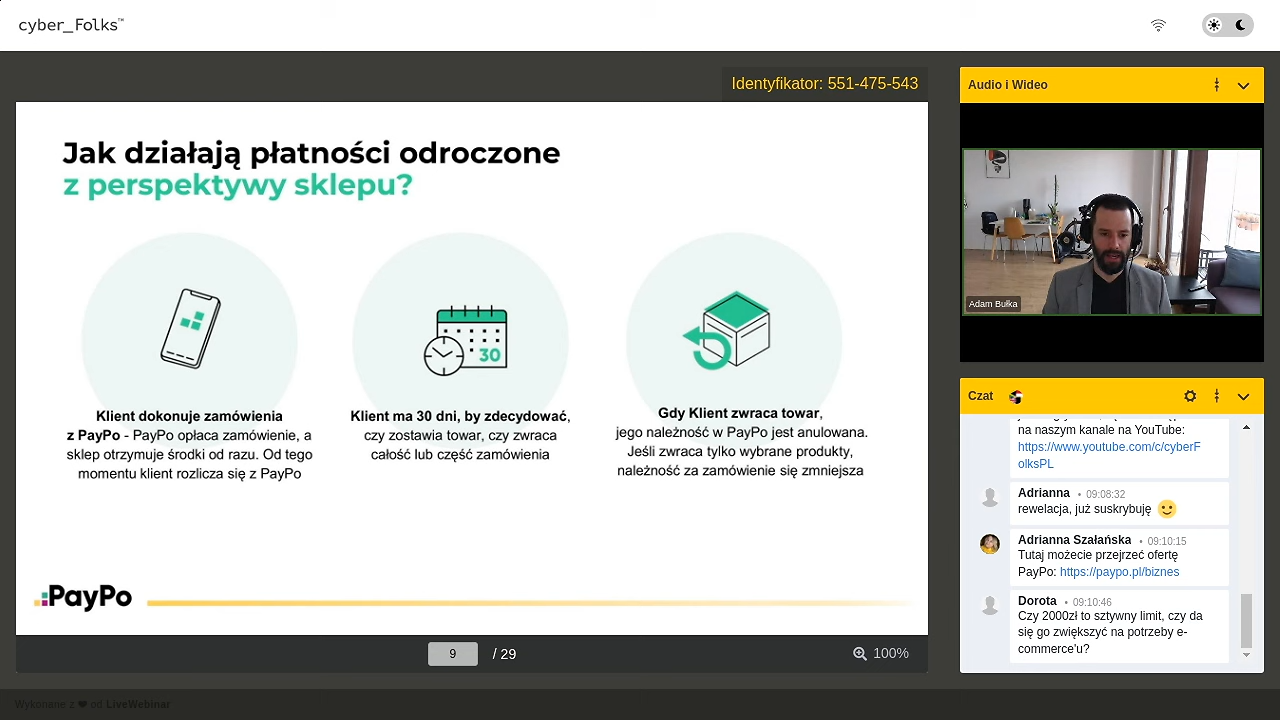 cyber_Folks™
Identyfikator: 551-475-543
Jak działają płatności odroczone
z perspektywy sklepu?
30
Klient dokonuje zamówienia
z PayPo - PayPo opłaca zamówienie, a
sklep otrzymuje środki od razu. Od tego
momentu klient rozlicza się z PayPo
Klient ma 30 dni, by zdecydować,
czy zostawia towar, czy zwraca
całość lub część zamówienia
Gdy Klient zwraca towar,
jego należność w PayPo jest anulowana.
Jeśli zwraca tylko wybrane produkty,
należność za zamówienie się zmniejsza
PayPo
9 / 29
100%
Audio i Wideo
Adam Bułka
Czat
na naszym kanale na YouTube:
https://www.youtube.com/c/cyberF
olksPL
Adrianna • 09:08:32
rewelacja, już suskrybuję
Adrianna Szałańska • 09:10:15
Tutaj możecie przejrzeć ofertę
PayPo: https://paypo.pl/biznes
Dorota • 09:10:46
Czy 2000zł to sztywny limit, czy da
się go zwiększyć na potrzeby e-
commerce'u?
Wykonane z ❤ od LiveWebinar